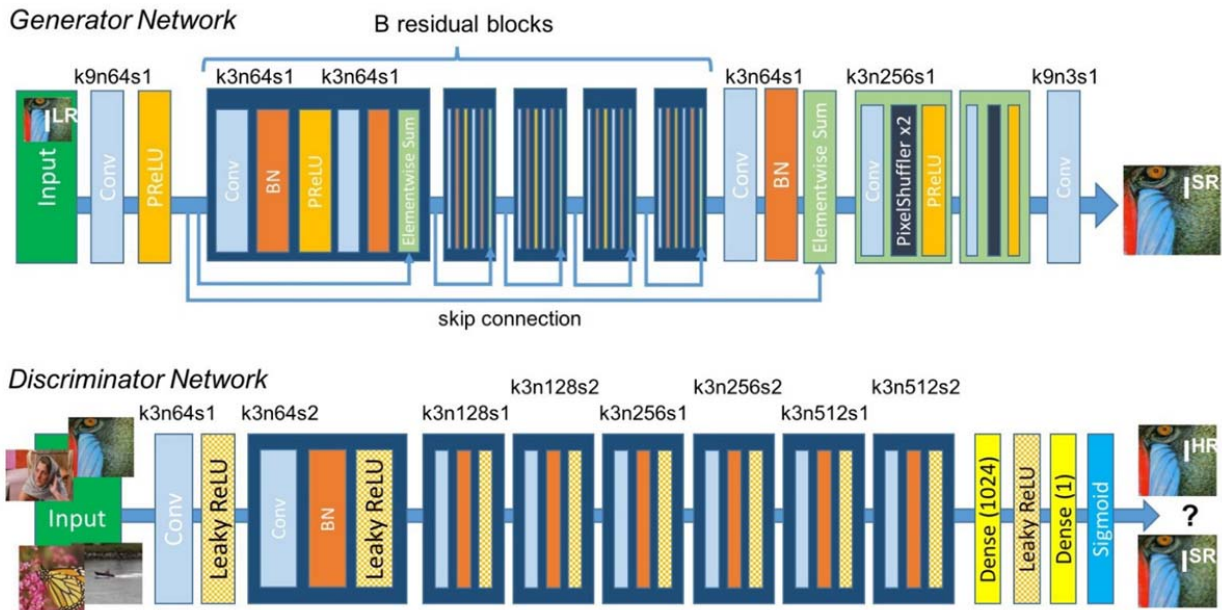 Generator Network
B residual blocks
k9n64s1
k3n64s1
k3n64s1
k3n64s1
k3n256s1
k9n3s1
I^LR
Input
Conv
PReLU
Conv
BN
PReLU
Elementwise Sum
Conv
BN
Elementwise Sum
Conv
PixelShuffler x2
PReLU
Conv
I^SR
skip connection
Discriminator Network
k3n128s2
k3n256s2
k3n512s2
k3n64s1
k3n64s2
k3n128s1
k3n256s1
k3n512s1
Input
Conv
Leaky ReLU
Conv
BN
Leaky ReLU
Dense (1024)
Leaky ReLU
Dense (1)
Sigmoid
I^HR
?
I^SR